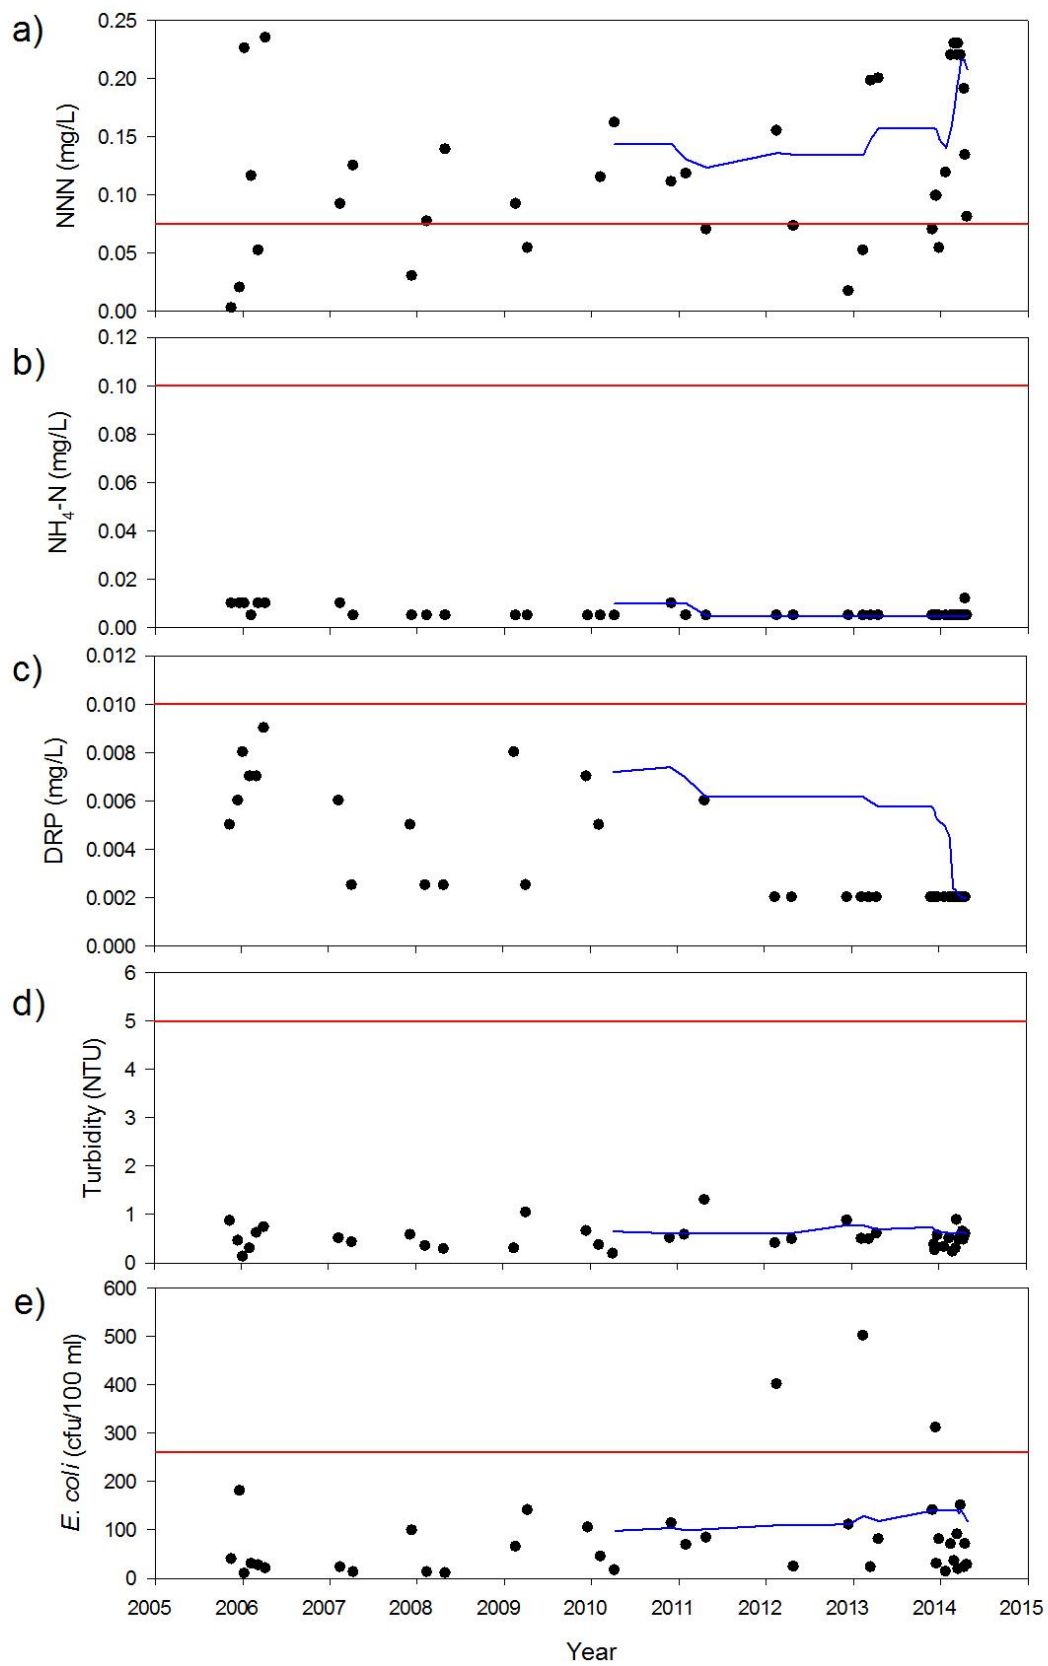 a)
NNN (mg/L)
0.25
0.20
0.15
0.10
0.05
0.00
b)
NH4-N (mg/L)
0.12
0.10
0.08
0.06
0.04
0.02
0.00
c)
DRP (mg/L)
0.012
0.010
0.008
0.006
0.004
0.002
0.000
d)
Turbidity (NTU)
6
5
4
3
2
1
0
e)
E. coli (cfu/100 ml)
600
500
400
300
200
100
0
2005 2006 2007 2008 2009 2010 2011 2012 2013 2014 2015
Year